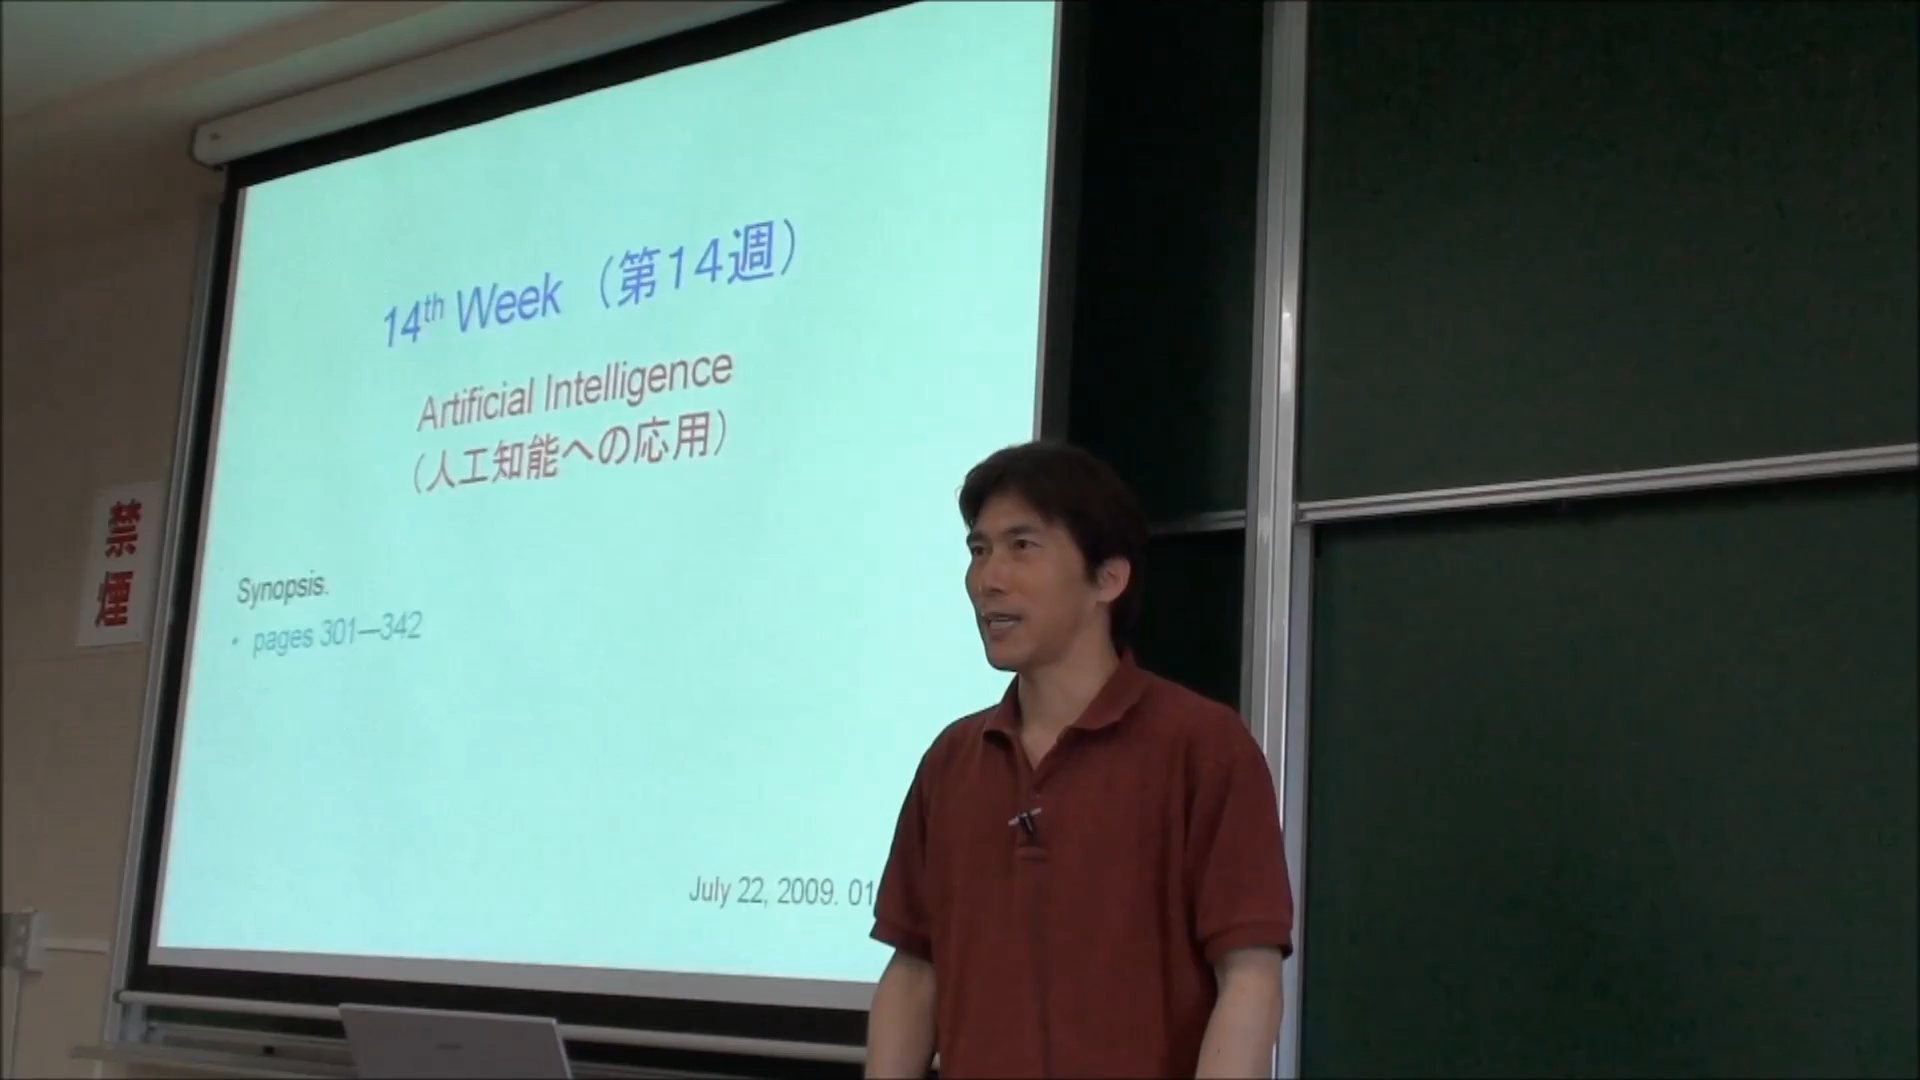 14th Week （第14週）
Artificial Intelligence
（人工知能への応用）
Synopsis.
• pages 301—342
July 22, 2009. 01
禁
煙